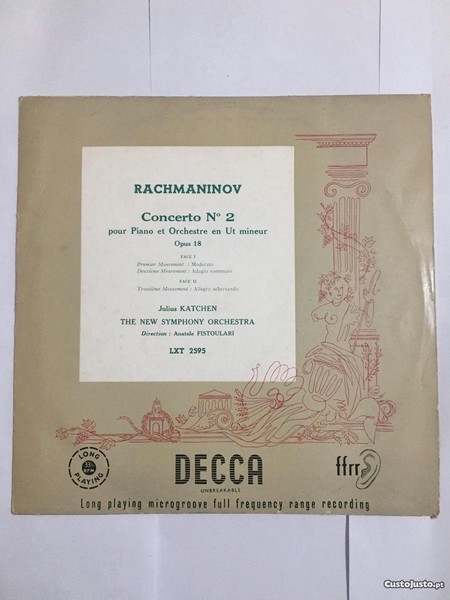 RACHMANINOV
Concerto Nº 2
pour Piano et Orchestre en Ut mineur
Opus 18
FACE I
Premier Mouvement : Moderato
Deuxième Mouvement : Adagio sostenuto
FACE II
Troisième Mouvement : Allegro scherzando
Julius KATCHEN
THE NEW SYMPHONY ORCHESTRA
Direction : Anatole FISTOULARI
LXT 2595
LONG
33⅓
RPM
PLAYING
DECCA
UNBREAKABLE
ffrr
Long playing microgroove full frequency range recording
CustoJusto.pt